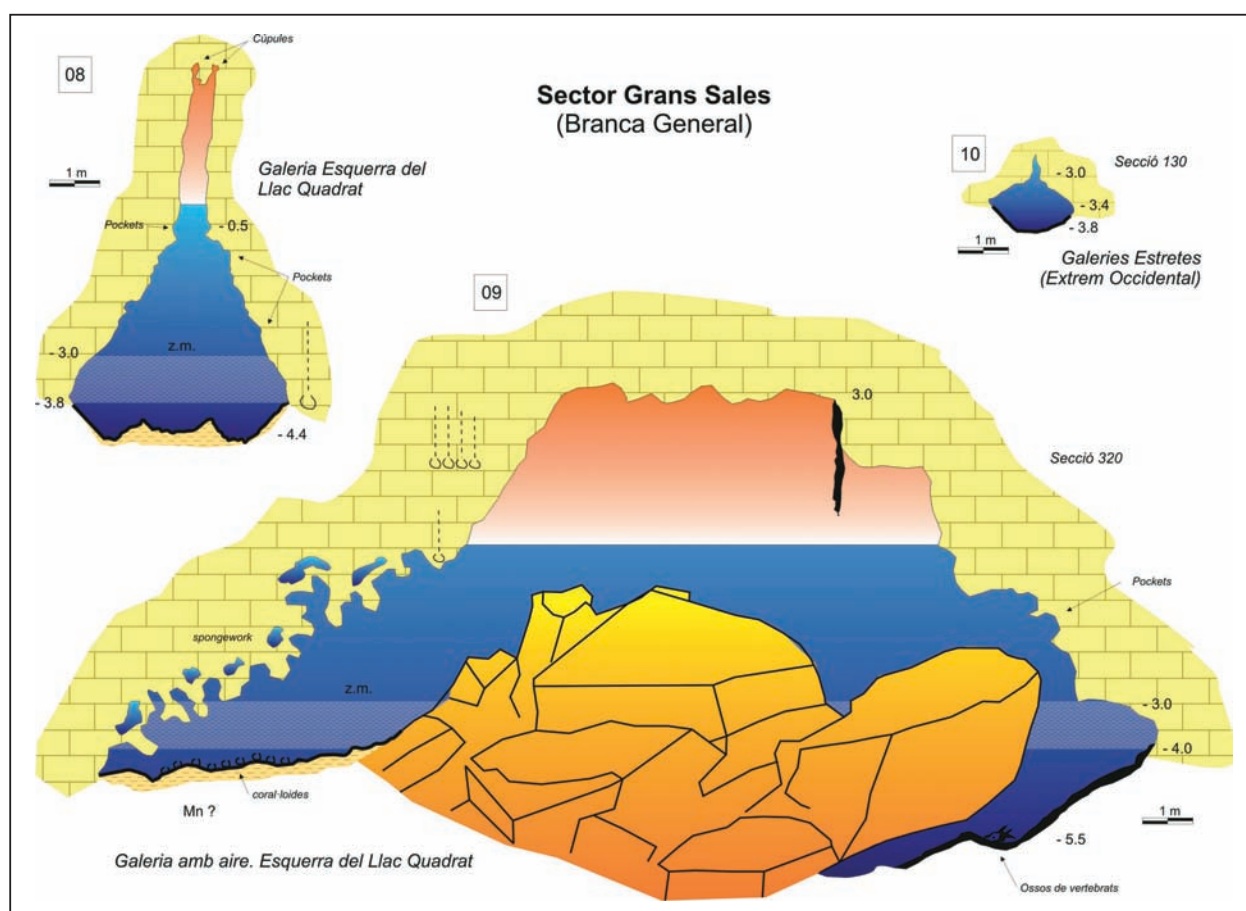 Sector Grans Sales
(Branca General)
08
Cúpules
1 m
Galeria Esquerra del
Llac Quadrat
Pockets
- 0.5
Pockets
- 3.0
z.m.
- 3.8
- 4.4
10
Secció 130
- 3.0
- 3.4
- 3.8
1 m
Galeries Estretes
(Extrem Occidental)
09
3.0
Secció 320
Pockets
spongework
z.m.
- 3.0
- 4.0
coral·loides
Mn ?
1 m
- 5.5
Galeria amb aire. Esquerra del Llac Quadrat
Ossos de vertebrats